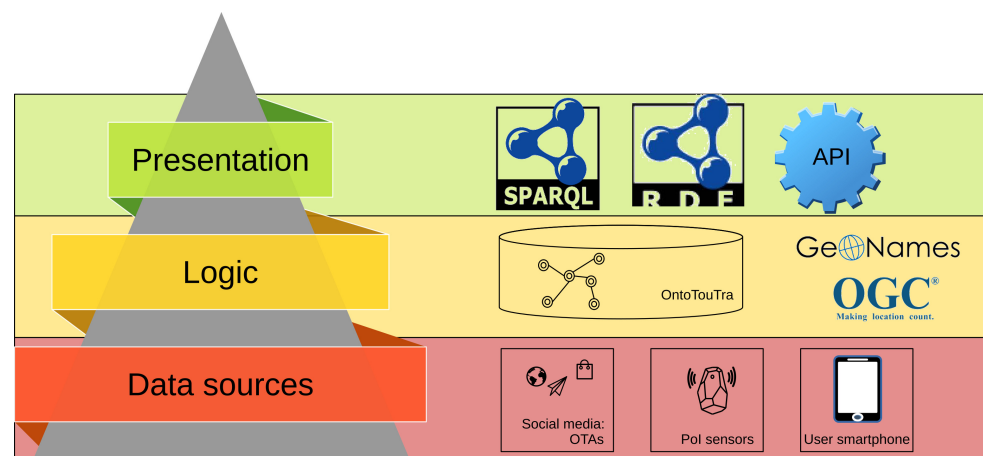 Presentation
SPARQL
RDF
API
Logic
OntoTouTra
GeoNames
OGC®
Making location count.
Data sources
Social media:
OTAs
PoI sensors
User smartphone